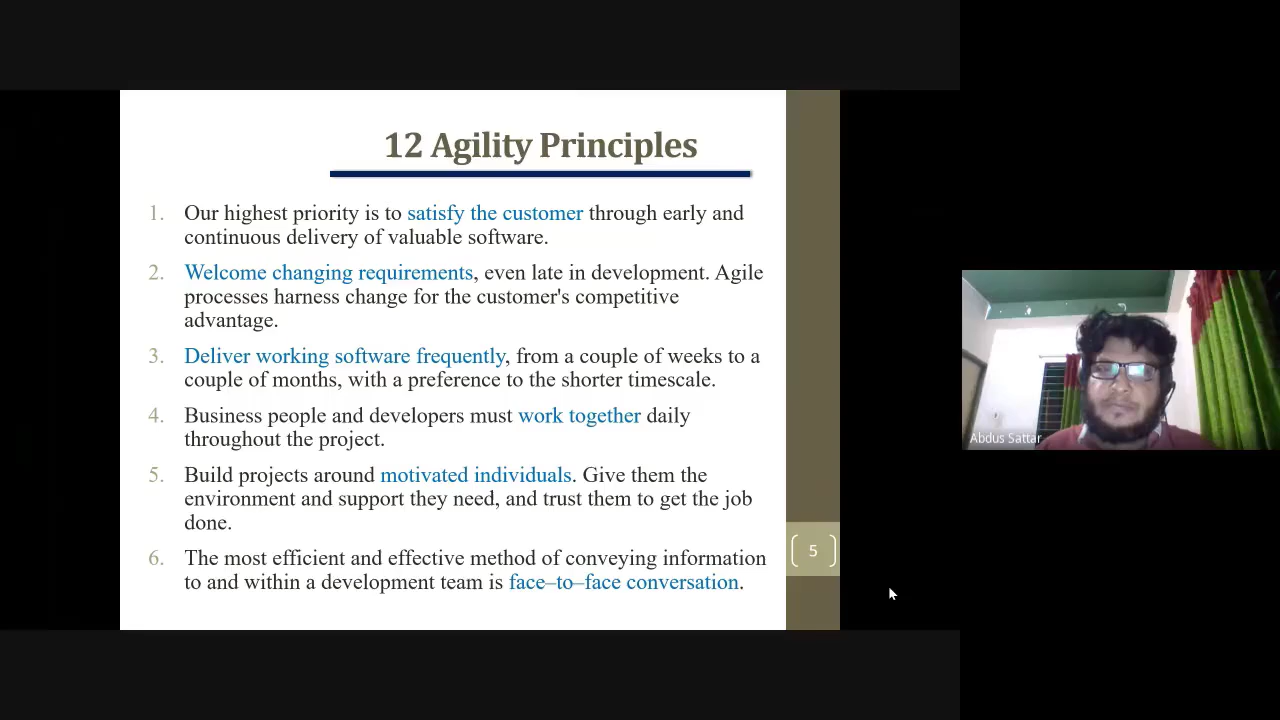 12 Agility Principles
1. Our highest priority is to satisfy the customer through early and
continuous delivery of valuable software.
2. Welcome changing requirements, even late in development. Agile
processes harness change for the customer's competitive
advantage.
3. Deliver working software frequently, from a couple of weeks to a
couple of months, with a preference to the shorter timescale.
4. Business people and developers must work together daily
throughout the project.
5. Build projects around motivated individuals. Give them the
environment and support they need, and trust them to get the job
done.
6. The most efficient and effective method of conveying information
to and within a development team is face–to–face conversation.
5
Abdus Sattar